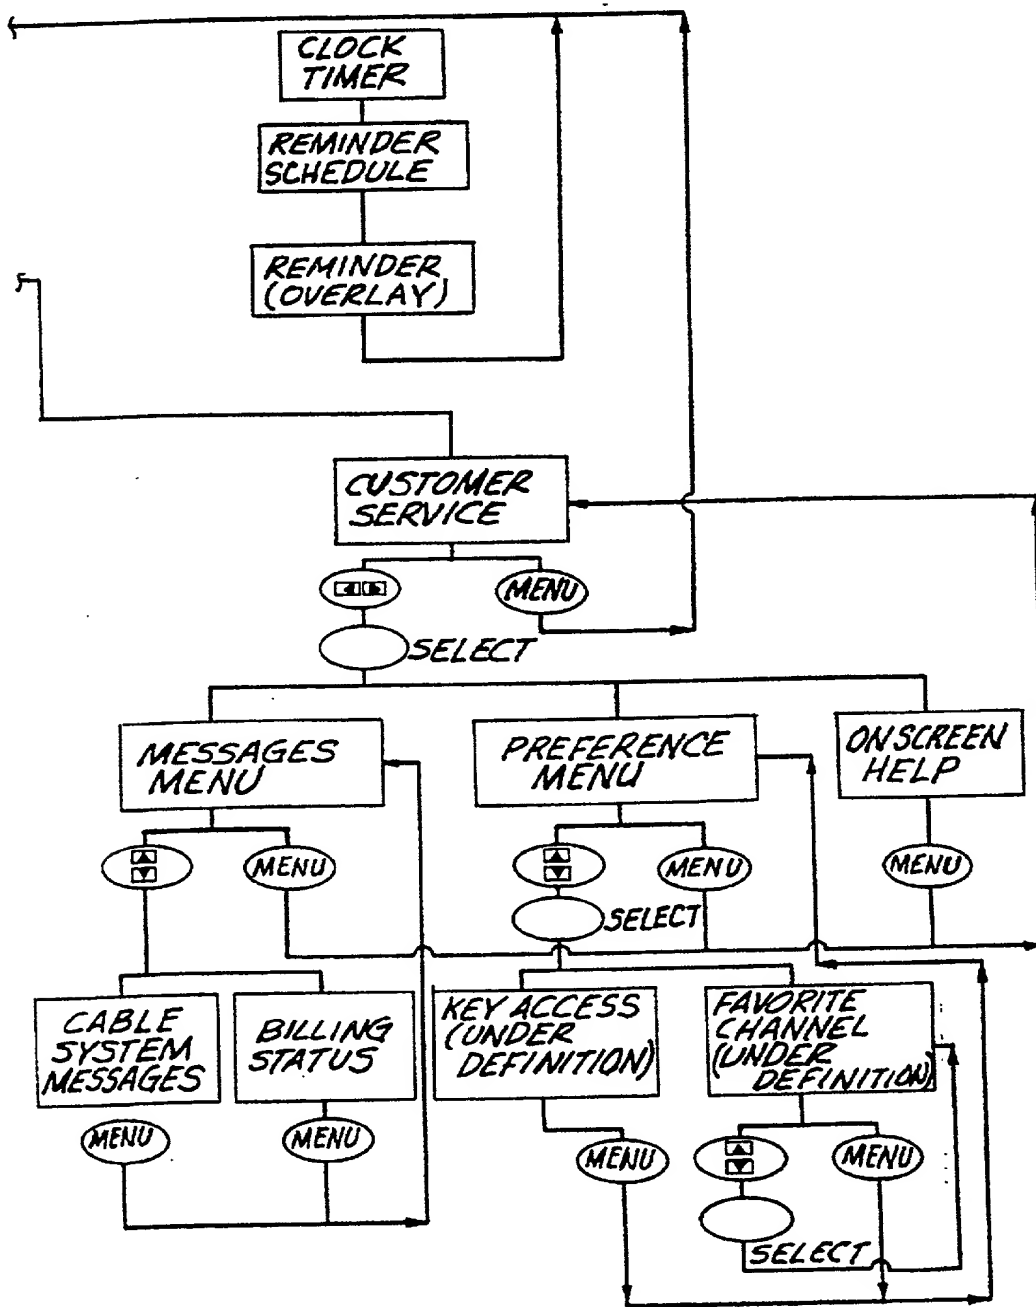 CLOCK
TIMER
REMINDER
SCHEDULE
REMINDER
(OVERLAY)
CUSTOMER
SERVICE
MENU
SELECT
MESSAGES
MENU
PREFERENCE
MENU
ON SCREEN
HELP
MENU
MENU
MENU
SELECT
CABLE
SYSTEM
MESSAGES
BILLING
STATUS
KEY ACCESS
(UNDER
DEFINITION)
FAVORITE
CHANNEL
(UNDER
DEFINITION)
MENU
MENU
MENU
MENU
SELECT